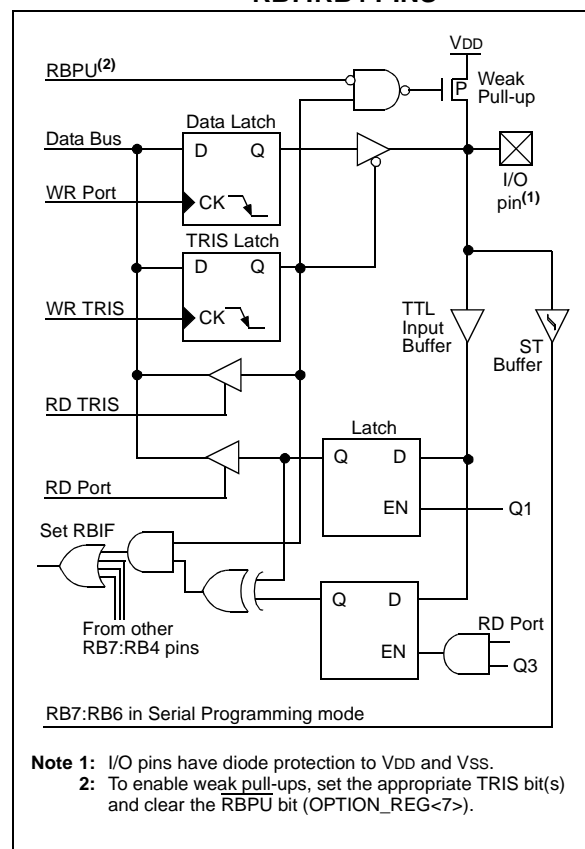 RB7:RB4 PINS
VDD
RBPU(2)
P
Weak
Pull-up
Data Latch
Data Bus
D
Q
I/O
pin(1)
WR Port
CK
TRIS Latch
D
Q
TTL
Input
Buffer
WR TRIS
CK
ST
Buffer
RD TRIS
Latch
Q
D
RD Port
EN
Q1
Set RBIF
Q
D
RD Port
From other
RB7:RB4 pins
EN
Q3
RB7:RB6 in Serial Programming mode
Note 1: I/O pins have diode protection to VDD and VSS.
2: To enable weak pull-ups, set the appropriate TRIS bit(s)
and clear the RBPU bit (OPTION_REG<7>).